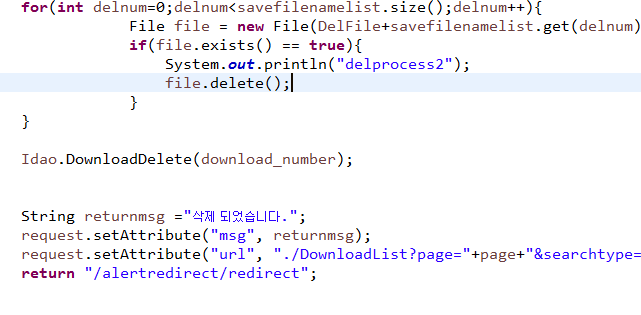 for(int delnum=0;delnum<savefilenamelist.size();delnum++){
File file = new File(DelFile+savefilenamelist.get(delnum)
if(file.exists() == true){
System.out.println("delprocess2");
file.delete();
}
}
Idao.DownloadDelete(download_number);
String returnmsg ="삭제 되었습니다.";
request.setAttribute("msg", returnmsg);
request.setAttribute("url", "./DownloadList?page="+page+"&searchtype=
return "/alertredirect/redirect";